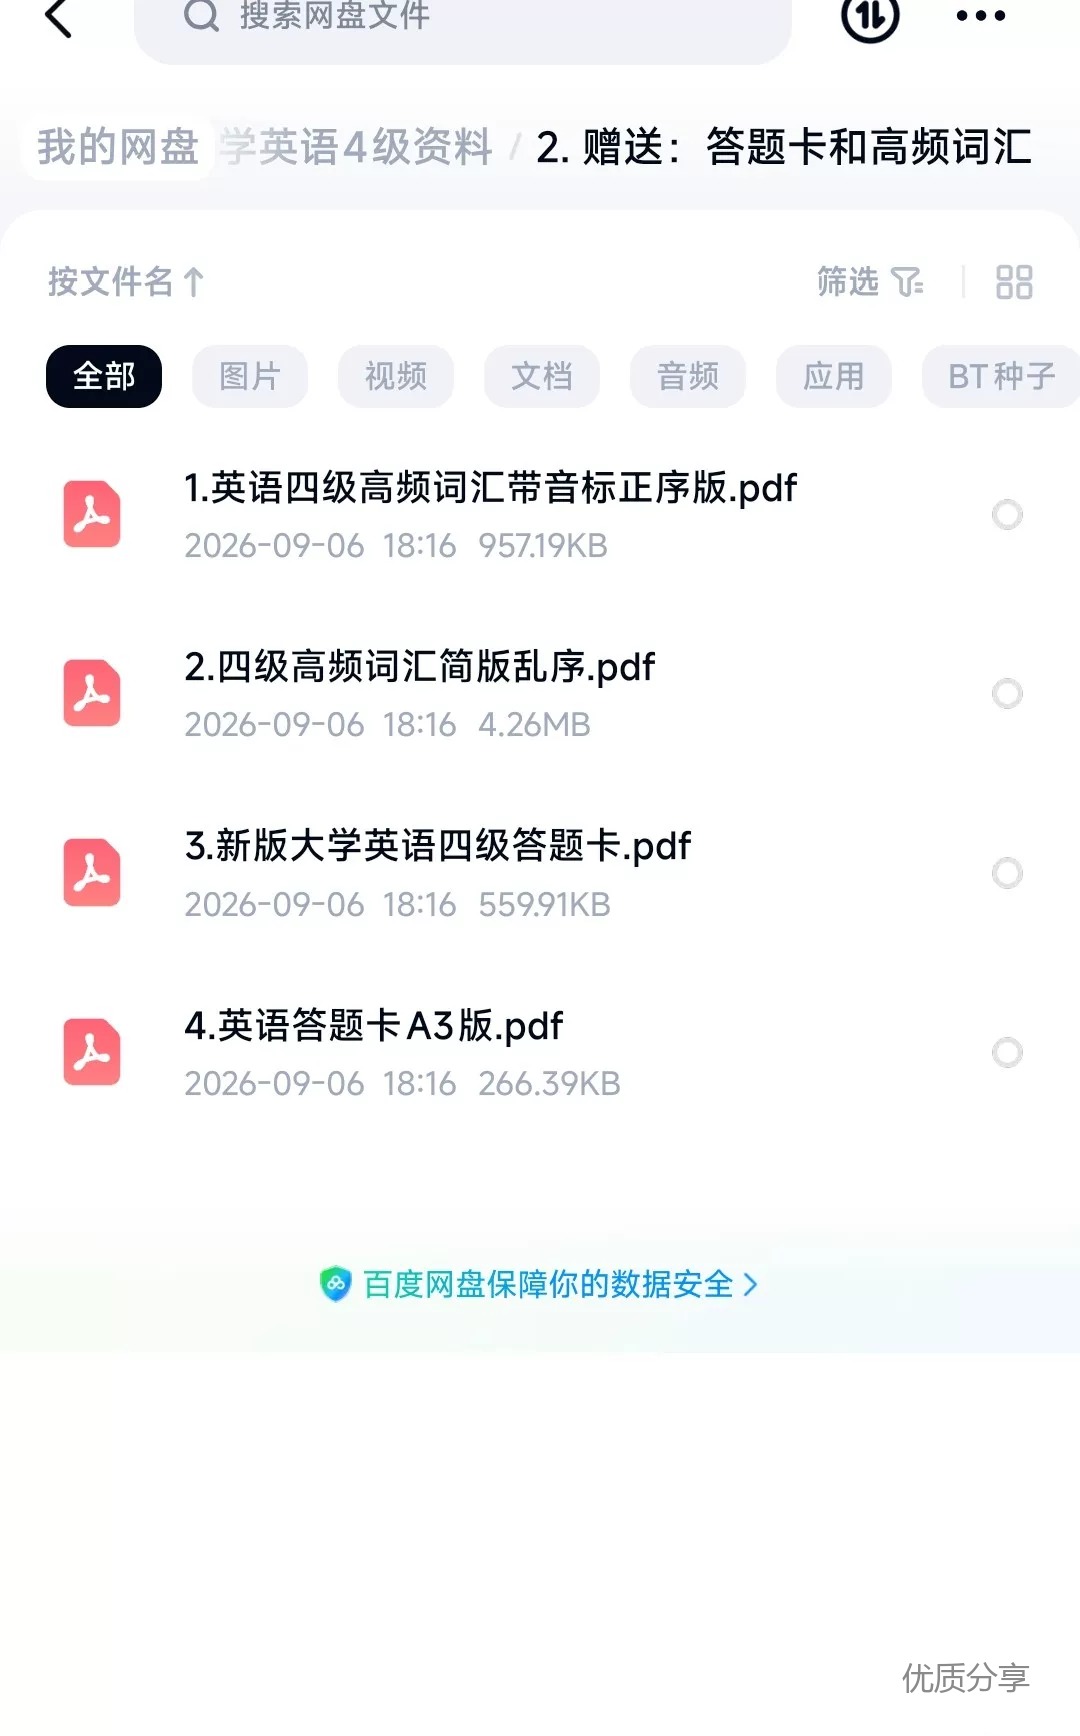 搜索网盘文件
我的网盘 学英语4级资料 / 2. 赠送：答题卡和高频词汇
按文件名↑ 筛选
全部 图片 视频 文档 音频 应用 BT种子
1.英语四级高频词汇带音标正序版.pdf
2026-09-06 18:16 957.19KB
2.四级高频词汇简版乱序.pdf
2026-09-06 18:16 4.26MB
3.新版大学英语四级答题卡.pdf
2026-09-06 18:16 559.91KB
4.英语答题卡A3版.pdf
2026-09-06 18:16 266.39KB
百度网盘保障你的数据安全 >
优质分享